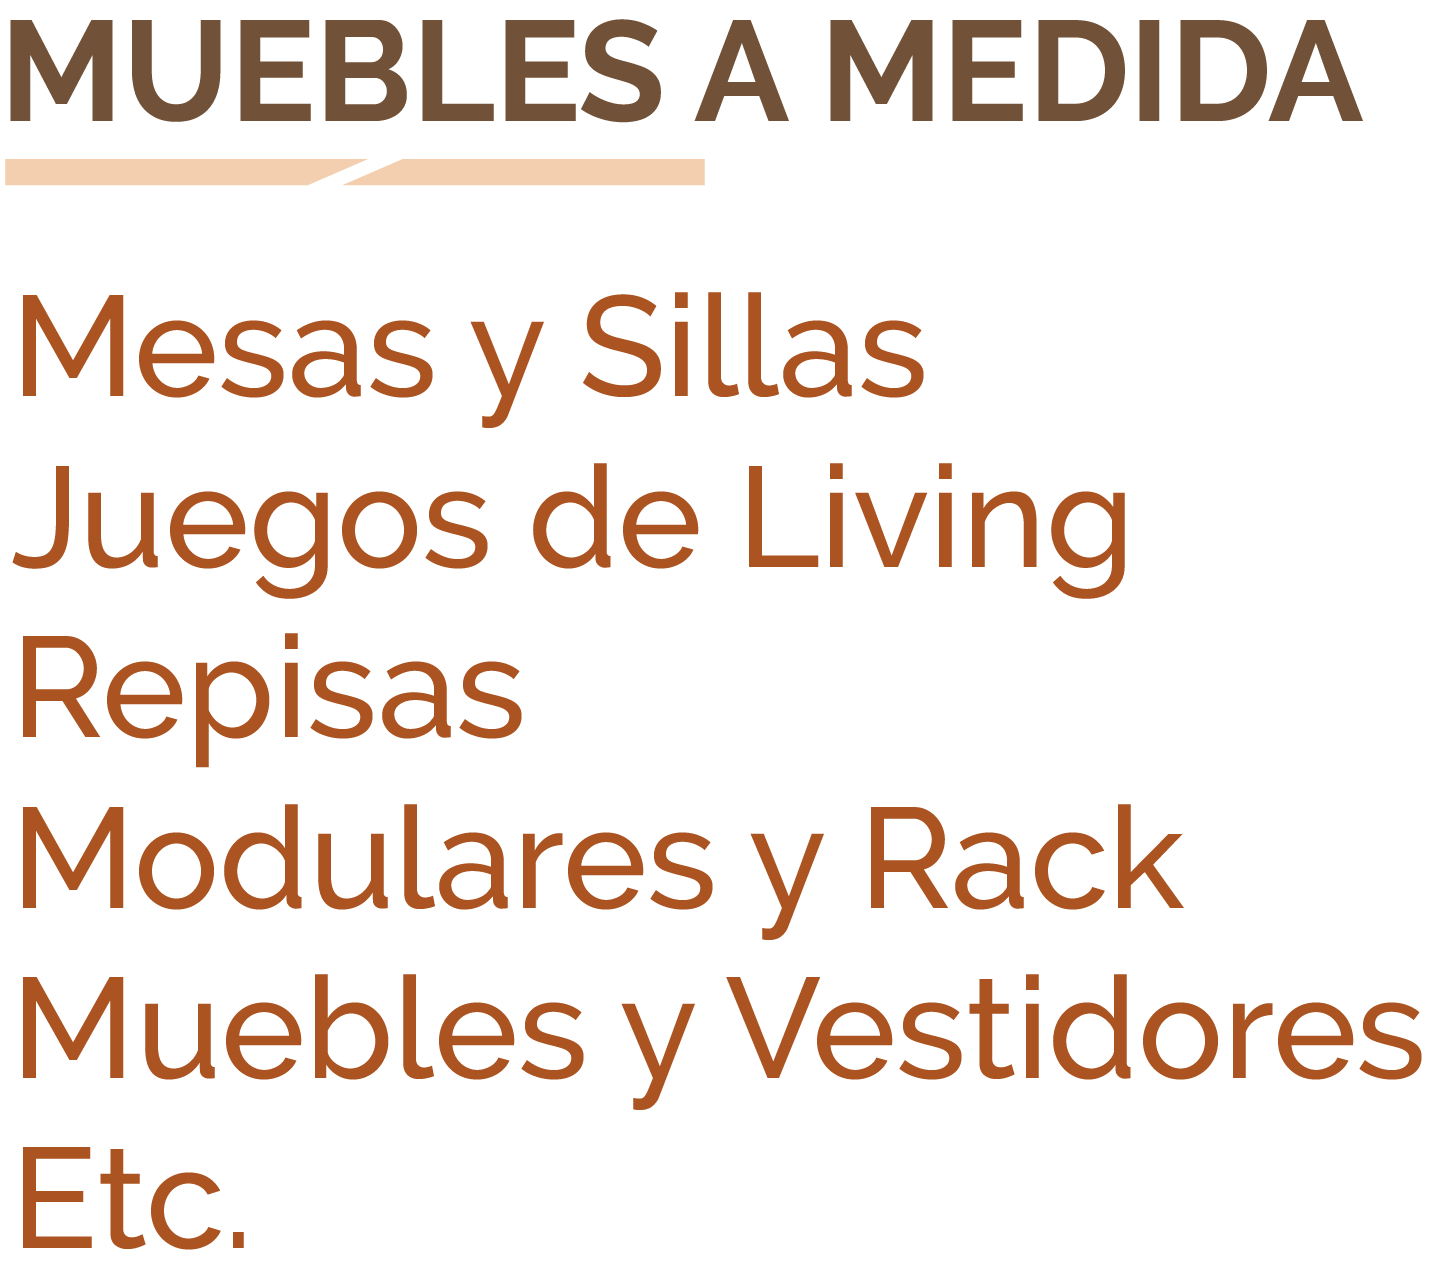 MUEBLES A MEDIDA
Mesas y Sillas
Juegos de Living
Repisas
Modulares y Rack
Muebles y Vestidores
Etc.